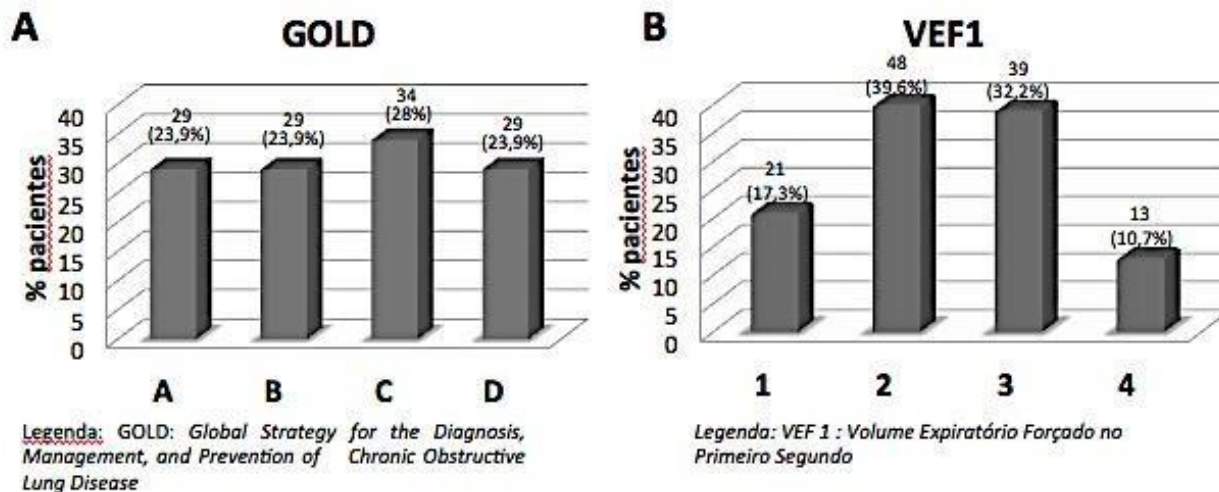 A
GOLD
% pacientes
40
35
30
25
20
15
10
5
0
29
(23,9%)
29
(23,9%)
34
(28%)
29
(23,9%)
A
B
C
D
Legenda: GOLD: Global Strategy for the Diagnosis,
Management, and Prevention of Chronic Obstructive
Lung Disease
B
VEF1
% pacientes
40
35
30
25
20
15
10
5
0
21
(17,3%)
48
(39,6%)
39
(32,2%)
13
(10,7%)
1
2
3
4
Legenda: VEF 1 : Volume Expiratório Forçado no
Primeiro Segundo